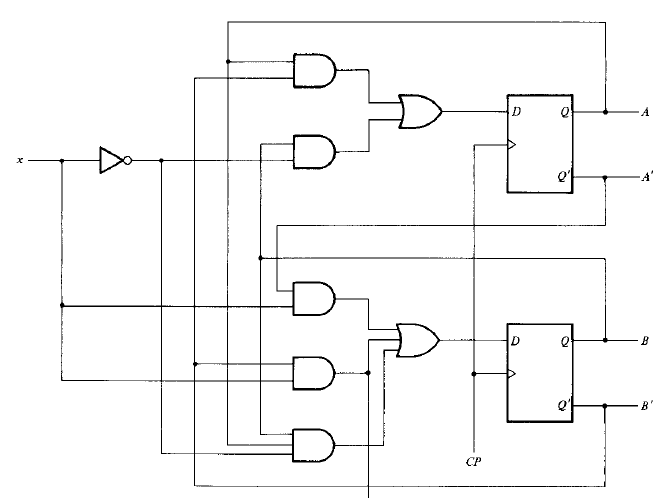 D Q A
x
Q' A'
D Q B
Q' B'
CP